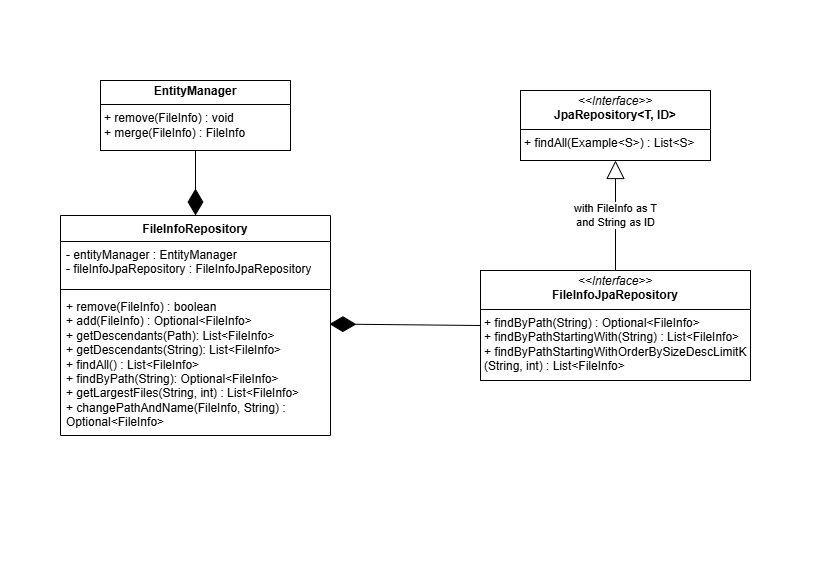 EntityManager
+ remove(FileInfo) : void
+ merge(FileInfo) : FileInfo
<<Interface>>
JpaRepository<T, ID>
+ findAll(Example<S>) : List<S>
with FileInfo as T
and String as ID
FileInfoRepository
- entityManager : EntityManager
- fileInfoJpaRepository : FileInfoJpaRepository
+ remove(FileInfo) : boolean
+ add(FileInfo) : Optional<FileInfo>
+ getDescendants(Path): List<FileInfo>
+ getDescendants(String): List<FileInfo>
+ findAll() : List<FileInfo>
+ findByPath(String): Optional<FileInfo>
+ getLargestFiles(String, int) : List<FileInfo>
+ changePathAndName(FileInfo, String) :
Optional<FileInfo>
<<Interface>>
FileInfoJpaRepository
+ findByPath(String) : Optional<FileInfo>
+ findByPathStartingWith(String) : List<FileInfo>
+ findByPathStartingWithOrderBySizeDescLimitK
(String, int) : List<FileInfo>